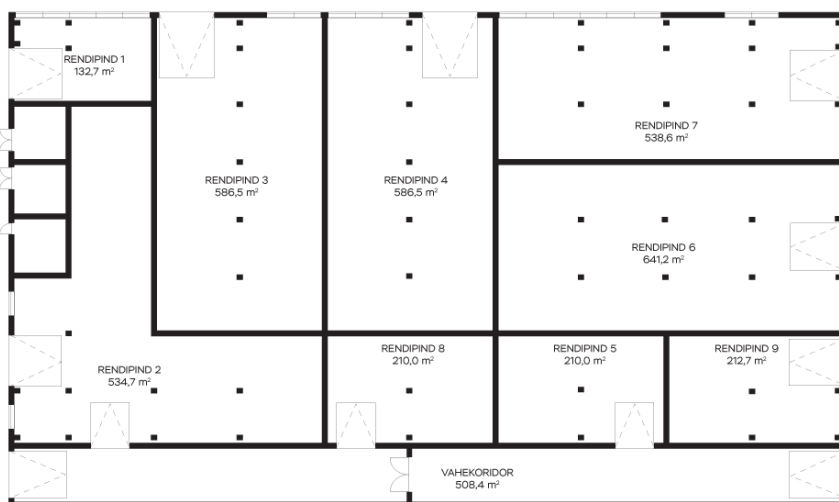 RENDIPIND 1
132,7 m²
RENDIPIND 3
586,5 m²
RENDIPIND 4
586,5 m²
RENDIPIND 7
538,6 m²
RENDIPIND 6
641,2 m²
RENDIPIND 2
534,7 m²
RENDIPIND 8
210,0 m²
RENDIPIND 5
210,0 m²
RENDIPIND 9
212,7 m²
VAHEKORIDOR
508,4 m²